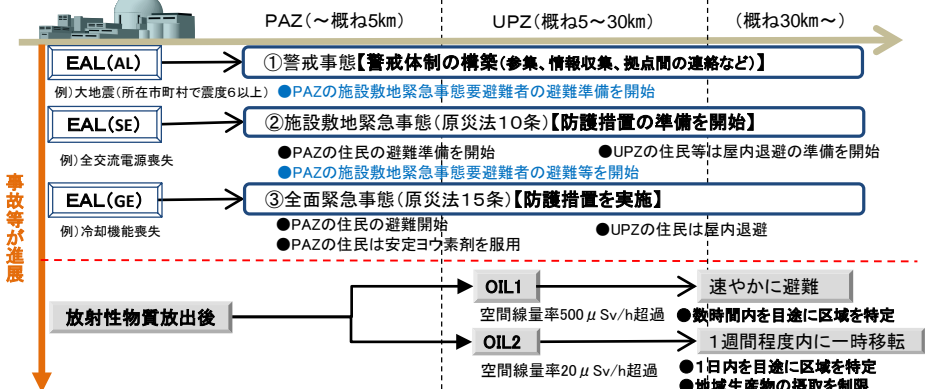 PAZ(～概ね5km)
UPZ(概ね5～30km)
(概ね30km～)
EAL(AL)
①警戒事態【警戒体制の構築(参集、情報収集、拠点間の連絡など)】
例)大地震(所在市町村で震度6以上)
●PAZの施設敷地緊急事態要避難者の避難準備を開始
EAL(SE)
②施設敷地緊急事態(原災法10条)【防護措置の準備を開始】
例)全交流電源喪失
●PAZの住民の避難準備を開始
●UPZの住民等は屋内退避の準備を開始
●PAZの施設敷地緊急事態要避難者の避難等を開始
EAL(GE)
③全面緊急事態(原災法15条)【防護措置を実施】
例)冷却機能喪失
●PAZの住民の避難開始
●UPZの住民は屋内退避
●PAZの住民は安定ヨウ素剤を服用
事故等が進展
放射性物質放出後
OIL1
速やかに避難
空間線量率500μSv/h超過
●数時間内を目途に区域を特定
OIL2
1週間程度内に一時移転
空間線量率20μSv/h超過
●1日内を目途に区域を特定
●地域生産物の摂取を制限